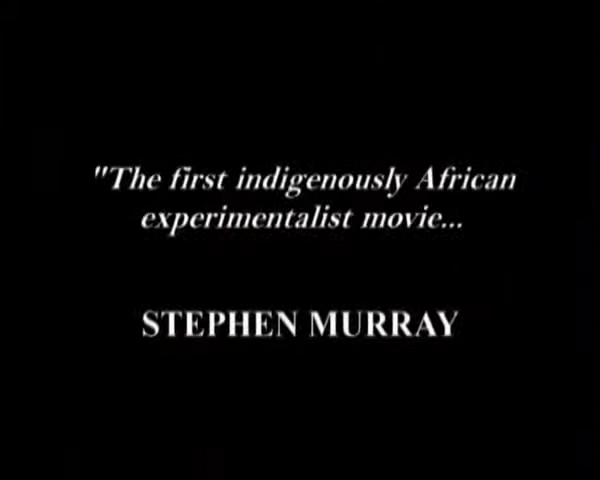 "The first indigenously African
experimentalist movie...
STEPHEN MURRAY